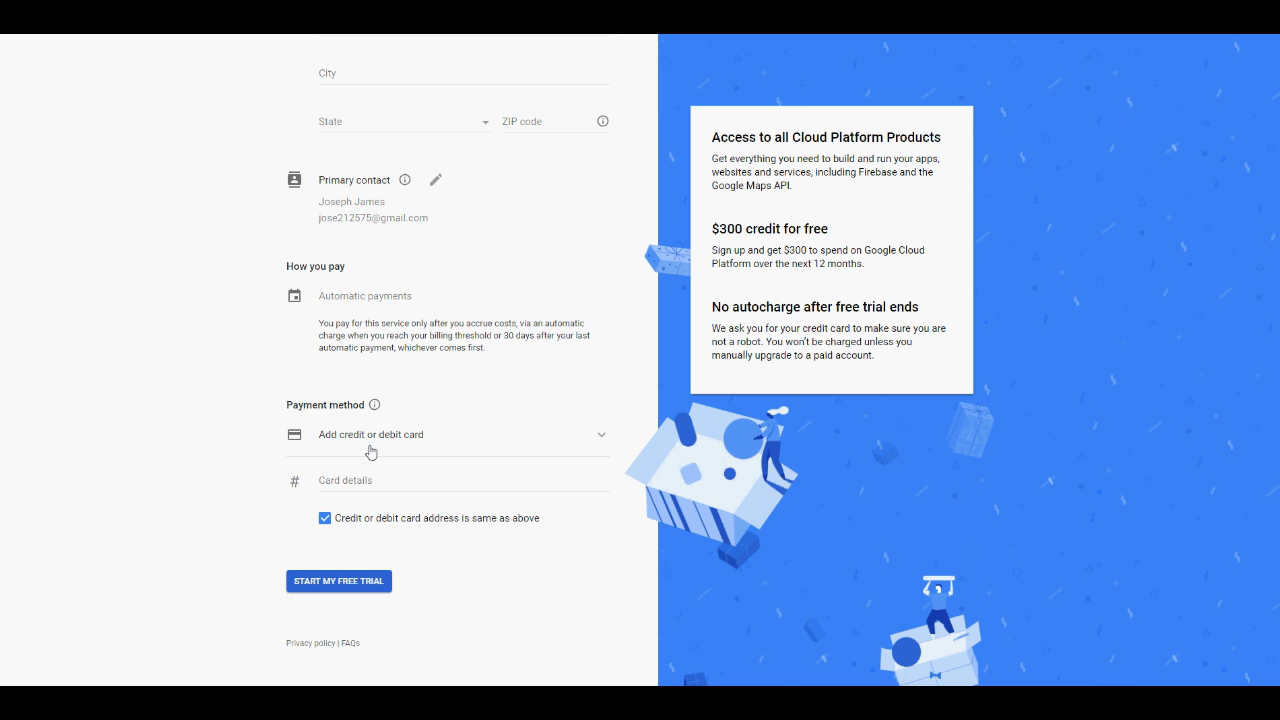 City
State
ZIP code
Primary contact
Joseph James
jose212575@gmail.com
How you pay
Automatic payments
You pay for this service only after you accrue costs, via an automatic
charge when you reach your billing threshold or 30 days after your last
automatic payment, whichever comes first.
Payment method
Add credit or debit card
# Card details
Credit or debit card address is same as above
START MY FREE TRIAL
Privacy policy | FAQs
Access to all Cloud Platform Products
Get everything you need to build and run your apps,
websites and services, including Firebase and the
Google Maps API.
$300 credit for free
Sign up and get $300 to spend on Google Cloud
Platform over the next 12 months.
No autocharge after free trial ends
We ask you for your credit card to make sure you are
not a robot. You won't be charged unless you
manually upgrade to a paid account.